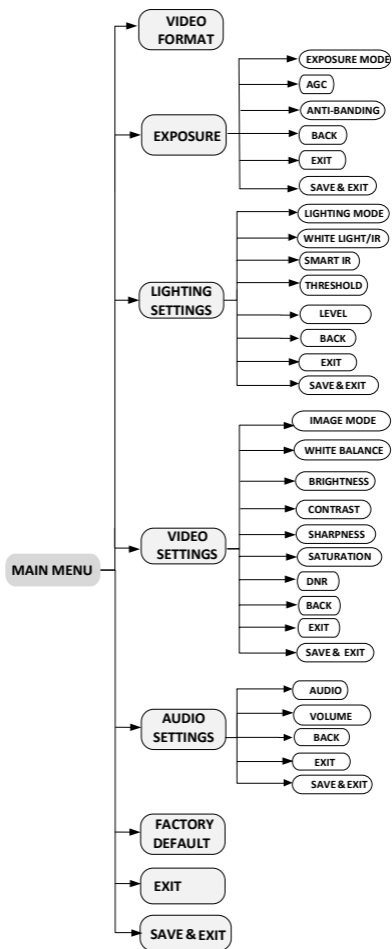 MAIN MENU
VIDEO
FORMAT
EXPOSURE
EXPOSURE MODE
AGC
ANTI-BANDING
BACK
EXIT
SAVE & EXIT
LIGHTING
SETTINGS
LIGHTING MODE
WHITE LIGHT/IR
SMART IR
THRESHOLD
LEVEL
BACK
EXIT
SAVE & EXIT
VIDEO
SETTINGS
IMAGE MODE
WHITE BALANCE
BRIGHTNESS
CONTRAST
SHARPNESS
SATURATION
DNR
BACK
EXIT
SAVE & EXIT
AUDIO
SETTINGS
AUDIO
VOLUME
BACK
EXIT
SAVE & EXIT
FACTORY
DEFAULT
EXIT
SAVE & EXIT